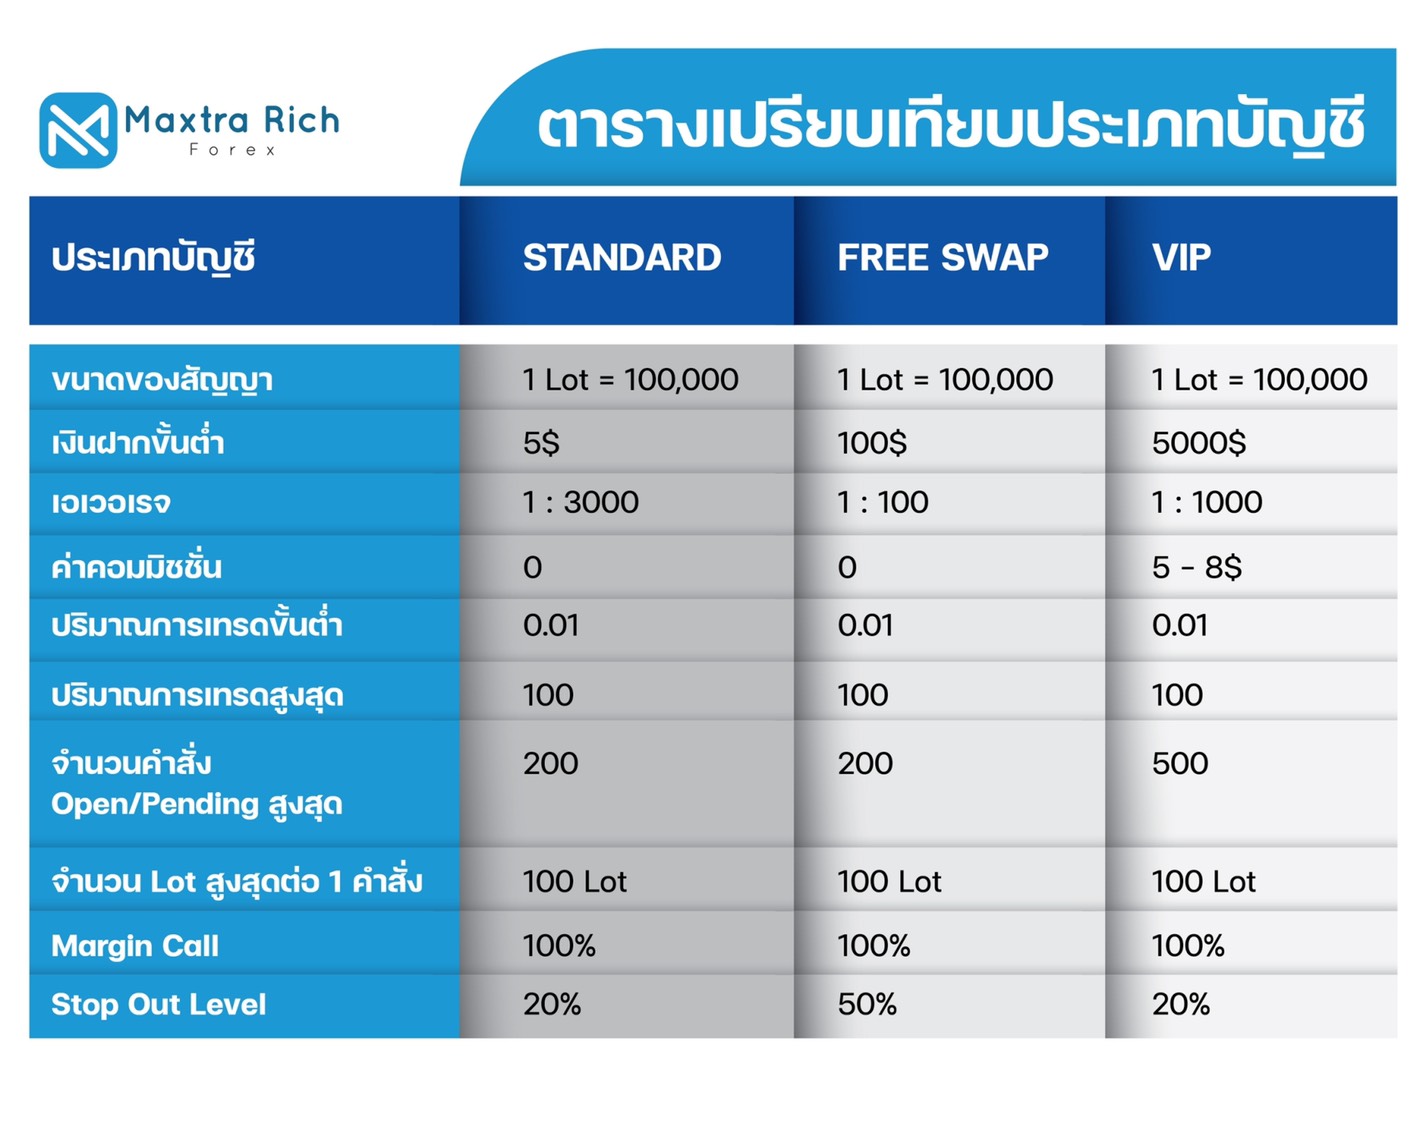 Maxtra Rich
Forex
ตารางเปรียบเทียบประเภทบัญชี
ประเภทบัญชี STANDARD FREE SWAP VIP
ขนาดของสัญญา 1 Lot = 100,000 1 Lot = 100,000 1 Lot = 100,000
เงินฝากขั้นต่ำ 5$ 100$ 5000$
เอเวอเรจ 1 : 3000 1 : 100 1 : 1000
ค่าคอมมิชชั่น 0 0 5 - 8$
ปริมาณการเทรดขั้นต่ำ 0.01 0.01 0.01
ปริมาณการเทรดสูงสุด 100 100 100
จำนวนคำสั่ง 200 200 500
Open/Pending สูงสุด
จำนวน Lot สูงสุดต่อ 1 คำสั่ง 100 Lot 100 Lot 100 Lot
Margin Call 100% 100% 100%
Stop Out Level 20% 50% 20%